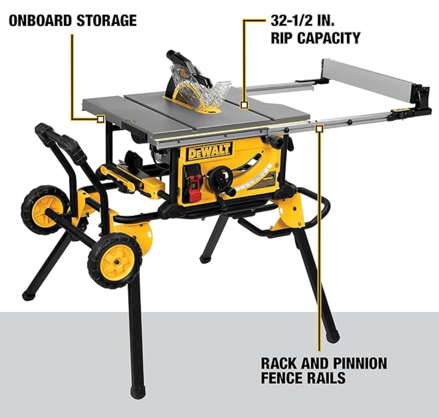 ONBOARD STORAGE
32-1/2 IN.
RIP CAPACITY
DEWALT
RACK AND PINNION
FENCE RAILS